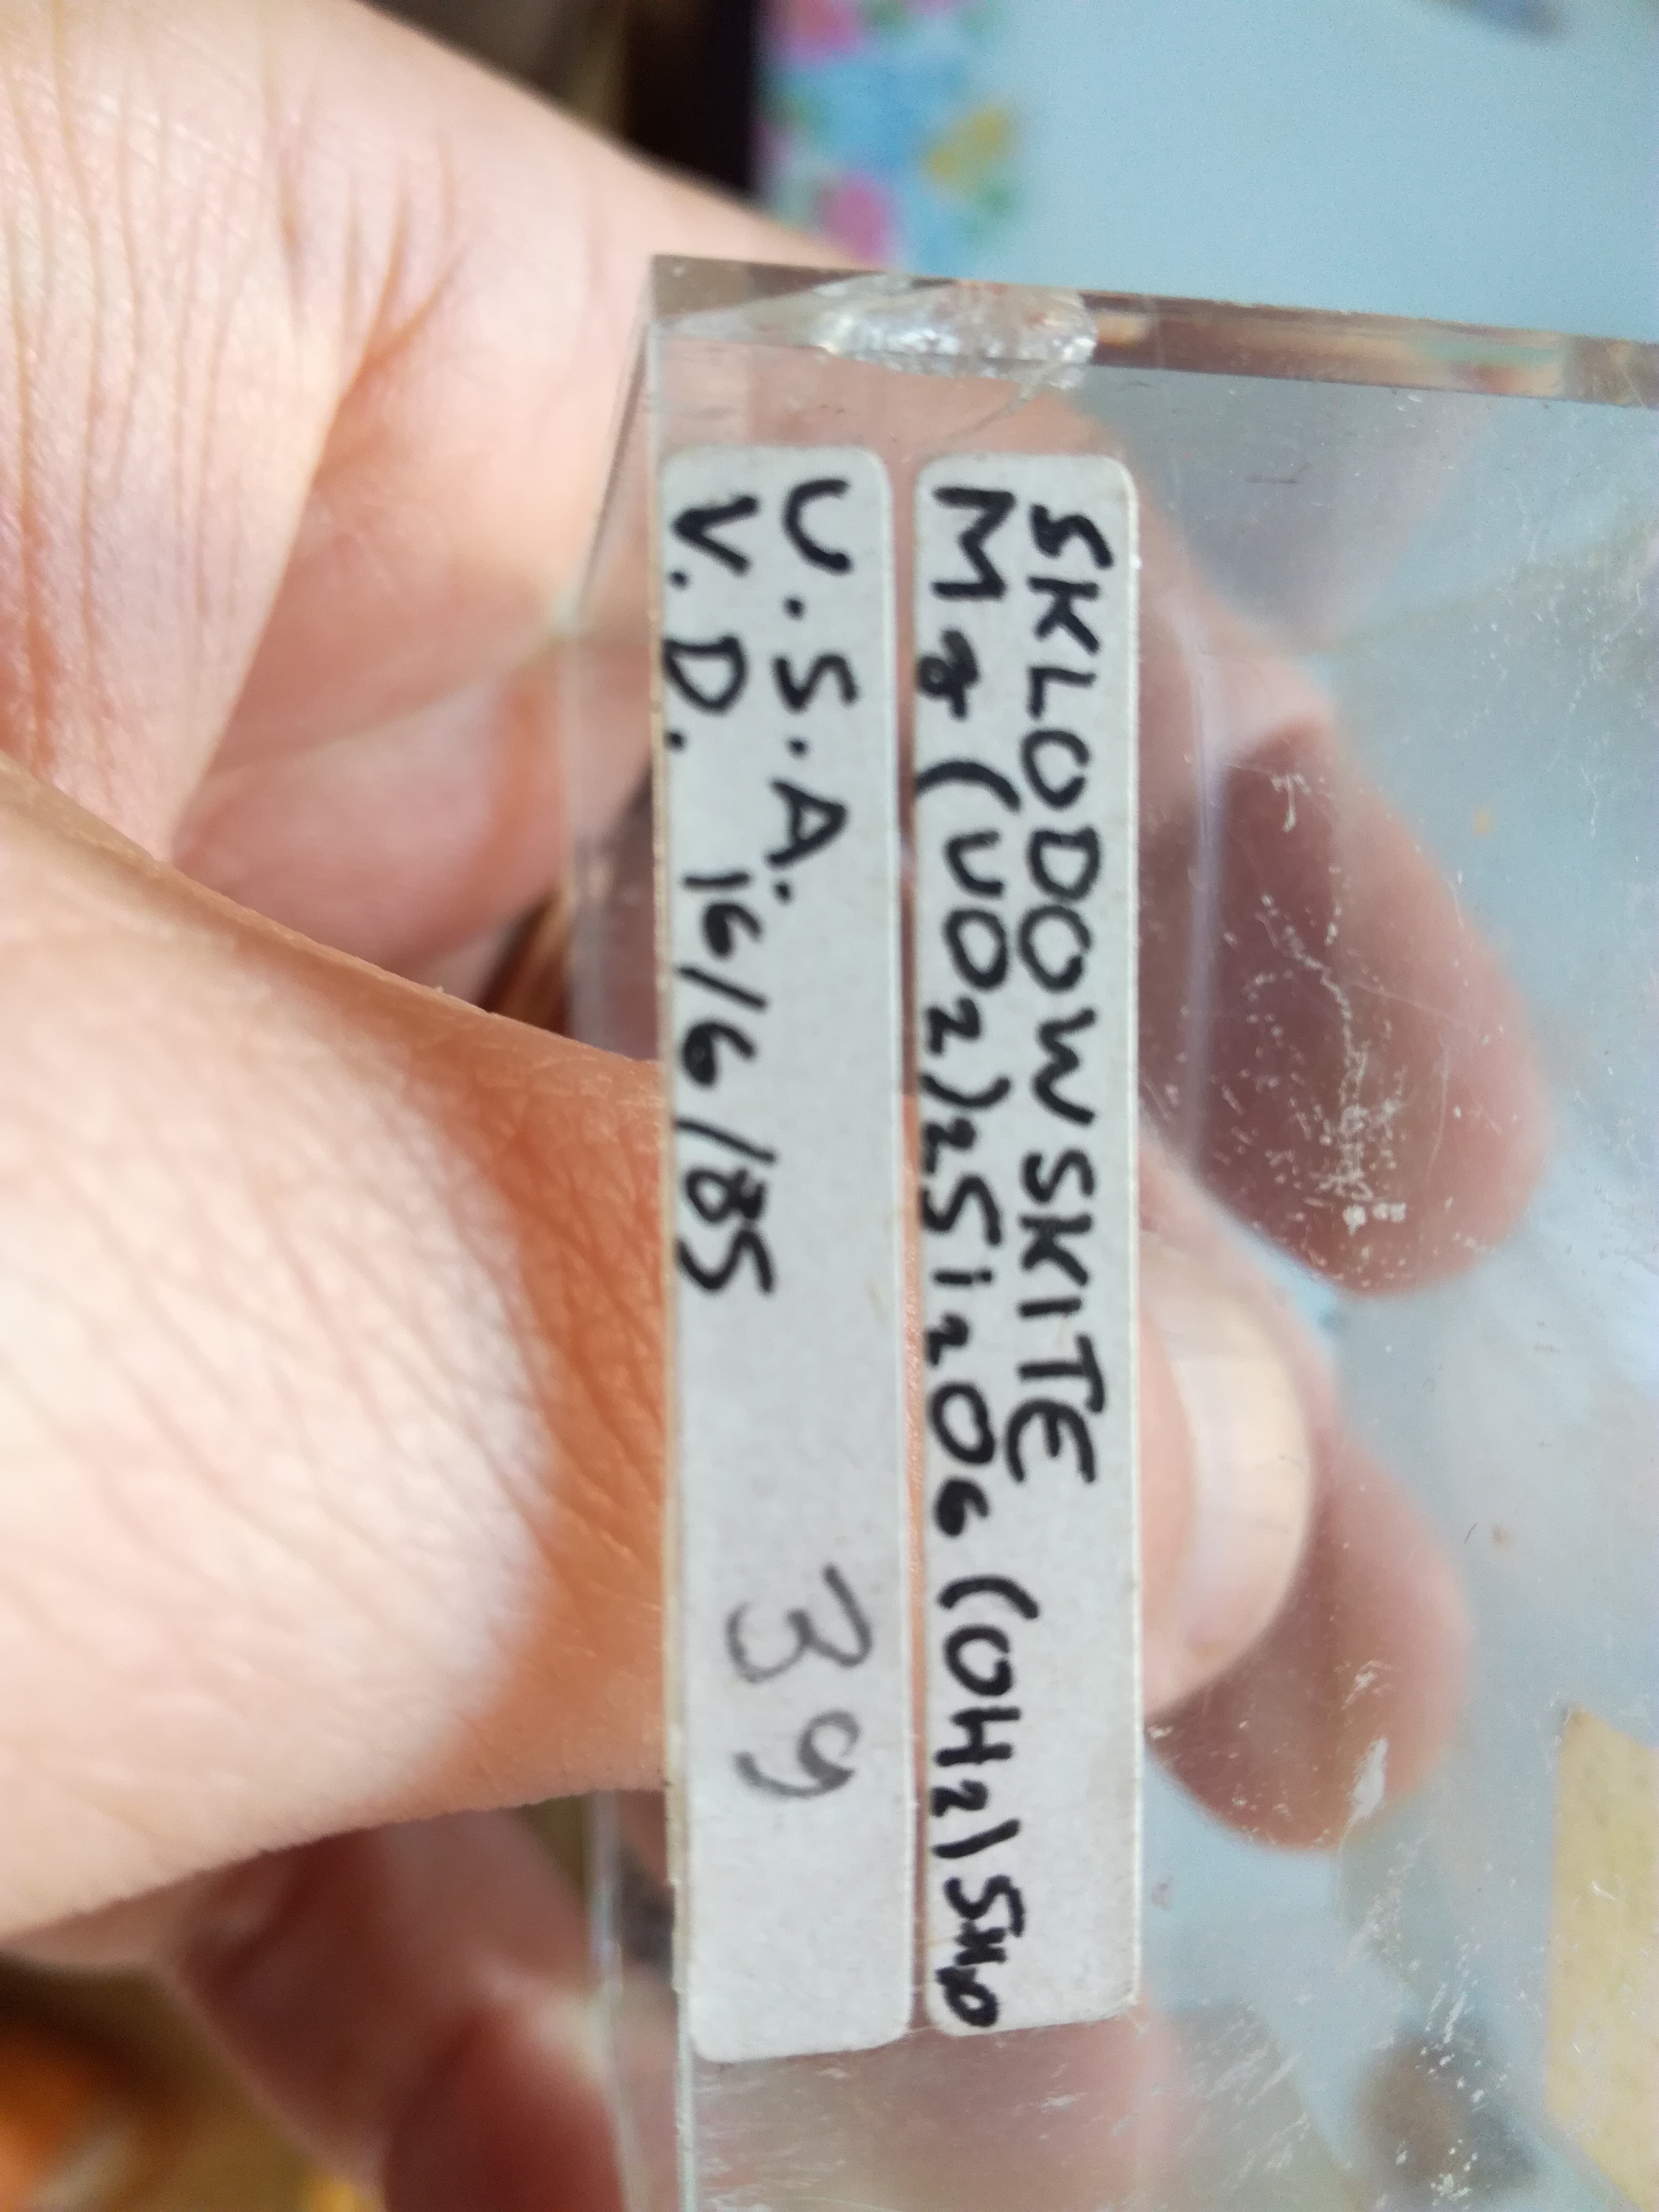 SKLODOWSKITE
Mg (UO2)2Si2O6 (OH2)5H2O
U.S.A.
V.D. 16/6/85
39